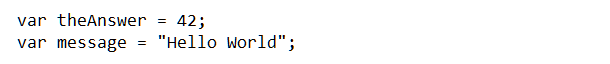 var theAnswer = 42;
var message = "Hello World";